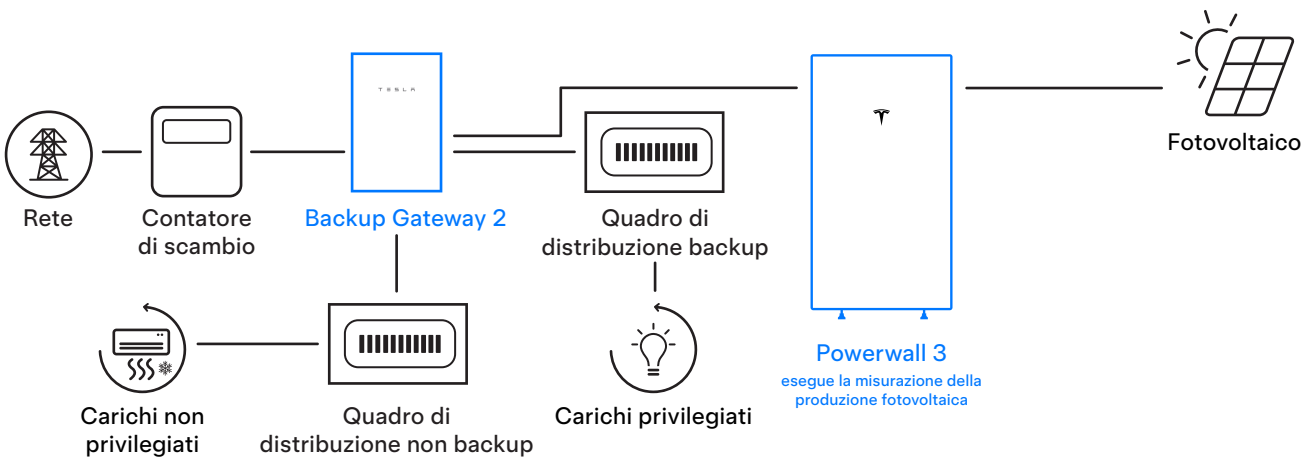 TESLA
Fotovoltaico
Rete
Contatore
di scambio
Backup Gateway 2
Quadro di
distribuzione backup
Powerwall 3
esegue la misurazione della
produzione fotovoltaica
Carichi non
privilegiati
Quadro di
distribuzione non backup
Carichi privilegiati